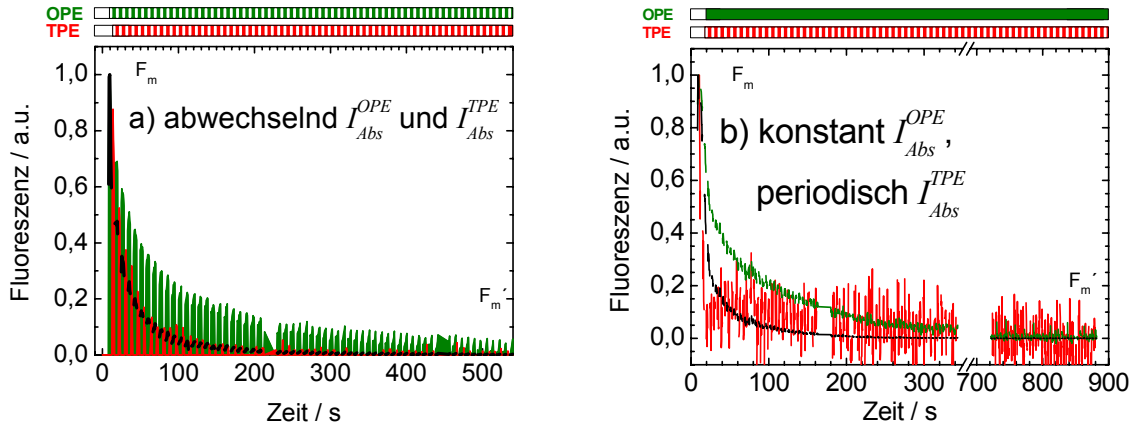 OPE
TPE
F_m
a) abwechselnd I_Abs^OPE und I_Abs^TPE
F_m´
Fluoreszenz / a.u.
1,0
0,8
0,6
0,4
0,2
0,0
0 100 200 300 400 500
Zeit / s
OPE
TPE
F_m
b) konstant I_Abs^OPE ,
periodisch I_Abs^TPE
F_m´
Fluoreszenz / a.u.
1,0
0,8
0,6
0,4
0,2
0,0
0 100 200 300 700 800 900
Zeit / s